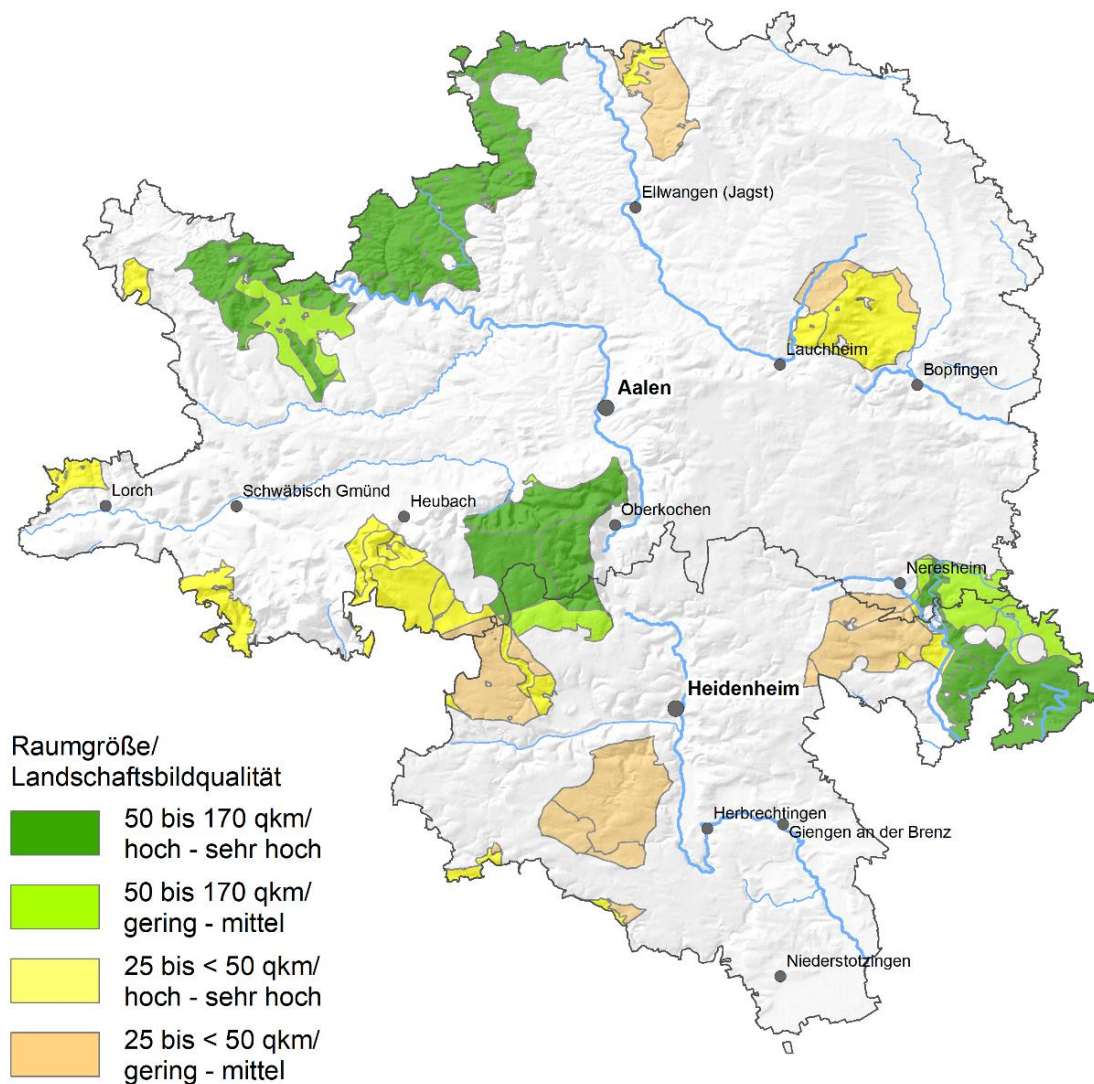 Ellwangen (Jagst)
Lauchheim
Bopfingen
Aalen
Lorch
Schwäbisch Gmünd
Heubach
Oberkochen
Neresheim
Heidenheim
Herbrechtingen
Giengen an der Brenz
Niederstotzingen
Raumgröße/
Landschaftsbildqualität
50 bis 170 qkm/
hoch - sehr hoch
50 bis 170 qkm/
gering - mittel
25 bis < 50 qkm/
hoch - sehr hoch
25 bis < 50 qkm/
gering - mittel